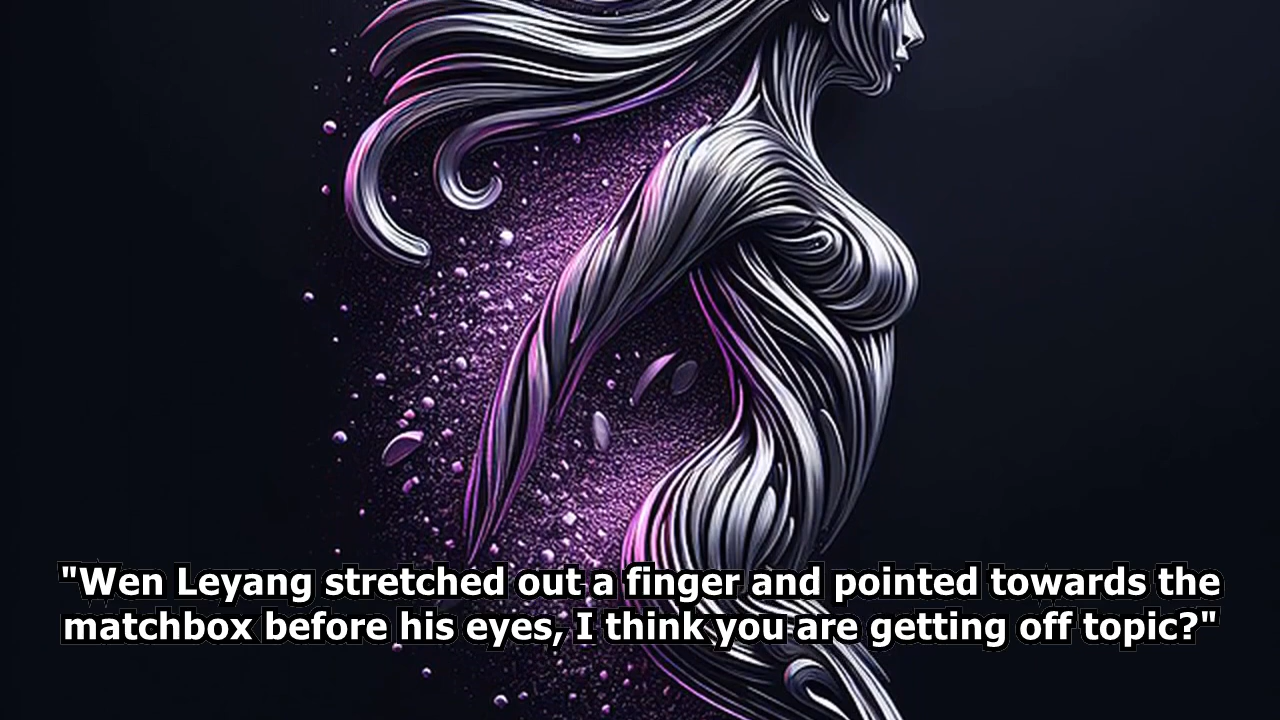 "Wen Leyang stretched out a finger and pointed towards the
matchbox before his eyes, I think you are getting off topic?"